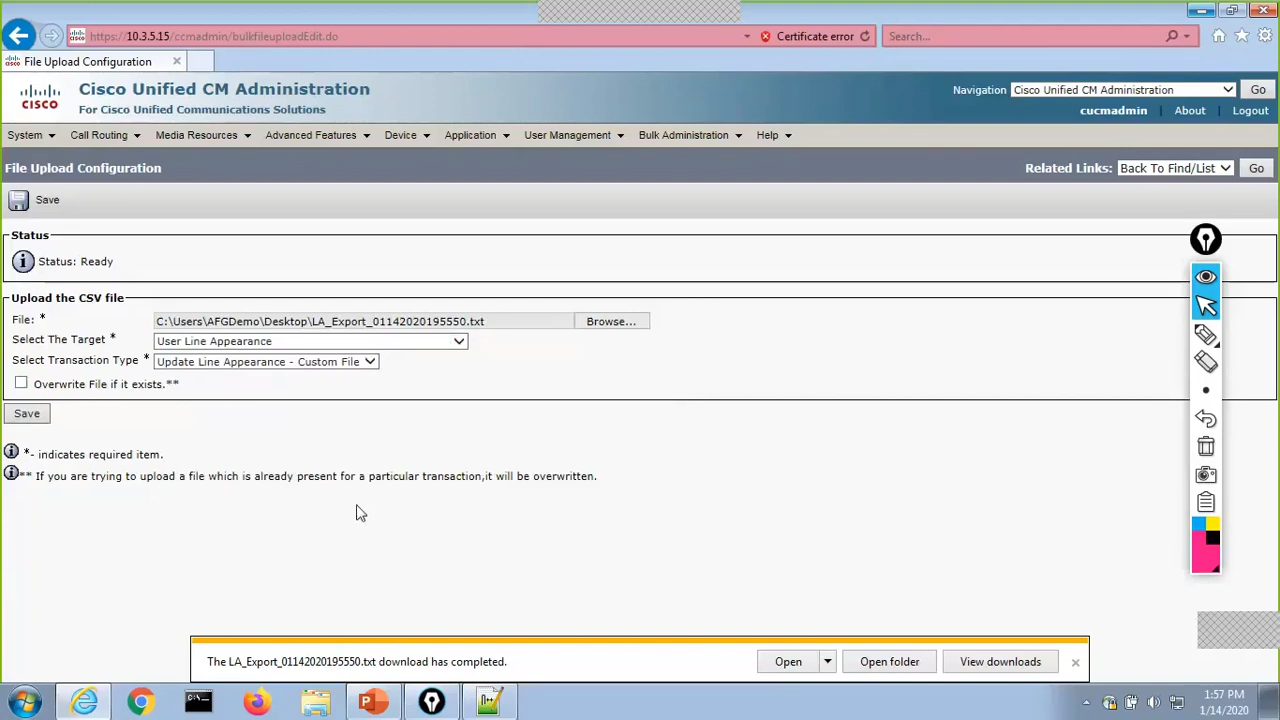 https://10.3.5.15/ccmadmin/bulkfileuploadEdit.do
Certificate error
Search...
File Upload Configuration
Cisco Unified CM Administration
For Cisco Unified Communications Solutions
CISCO
Navigation Cisco Unified CM Administration Go
cucmadmin About Logout
System Call Routing Media Resources Advanced Features Device Application User Management Bulk Administration Help
File Upload Configuration
Related Links: Back To Find/List Go
Save
Status
Status: Ready
Upload the CSV file
File: * C:\Users\AFGDemo\Desktop\LA_Export_01142020195550.txt Browse...
Select The Target * User Line Appearance
Select Transaction Type * Update Line Appearance - Custom File
Overwrite File if it exists.**
Save
*- indicates required item.
** If you are trying to upload a file which is already present for a particular transaction,it will be overwritten.
The LA_Export_01142020195550.txt download has completed.
Open
Open folder
View downloads
1:57 PM
1/14/2020